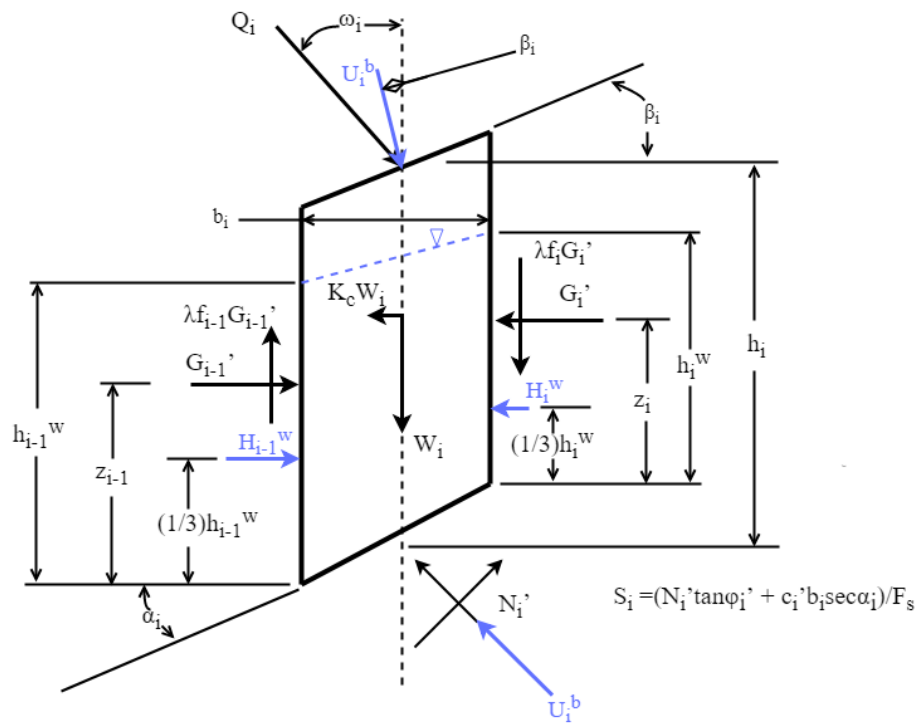 Qᵢ
ωᵢ
βᵢ
Uᵢᵇ
βᵢ
bᵢ
∇
λfᵢGᵢ’
K_cWᵢ
Gᵢ’
λfᵢ₋₁Gᵢ₋₁’
hᵢ
Gᵢ₋₁’
hᵢᵂ
Hᵢᵂ
zᵢ
hᵢ₋₁ᵂ
Hᵢ₋₁ᵂ
Wᵢ
(1/3)hᵢᵂ
zᵢ₋₁
(1/3)hᵢ₋₁ᵂ
αᵢ
Nᵢ’
Sᵢ =(Nᵢ’tanφᵢ’ + cᵢ’bᵢsecαᵢ)/Fₛ
Uᵢᵇ